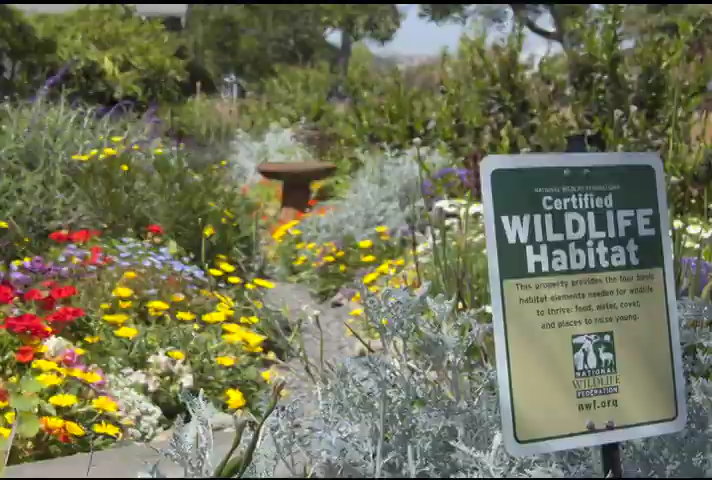 NATIONAL WILDLIFE FEDERATION
Certified
WILDLIFE
Habitat
This property provides the four basic
habitat elements needed for wildlife
to thrive: food, water, cover,
and places to raise young.
NATIONAL
WILDLIFE
FEDERATION
nwf.org